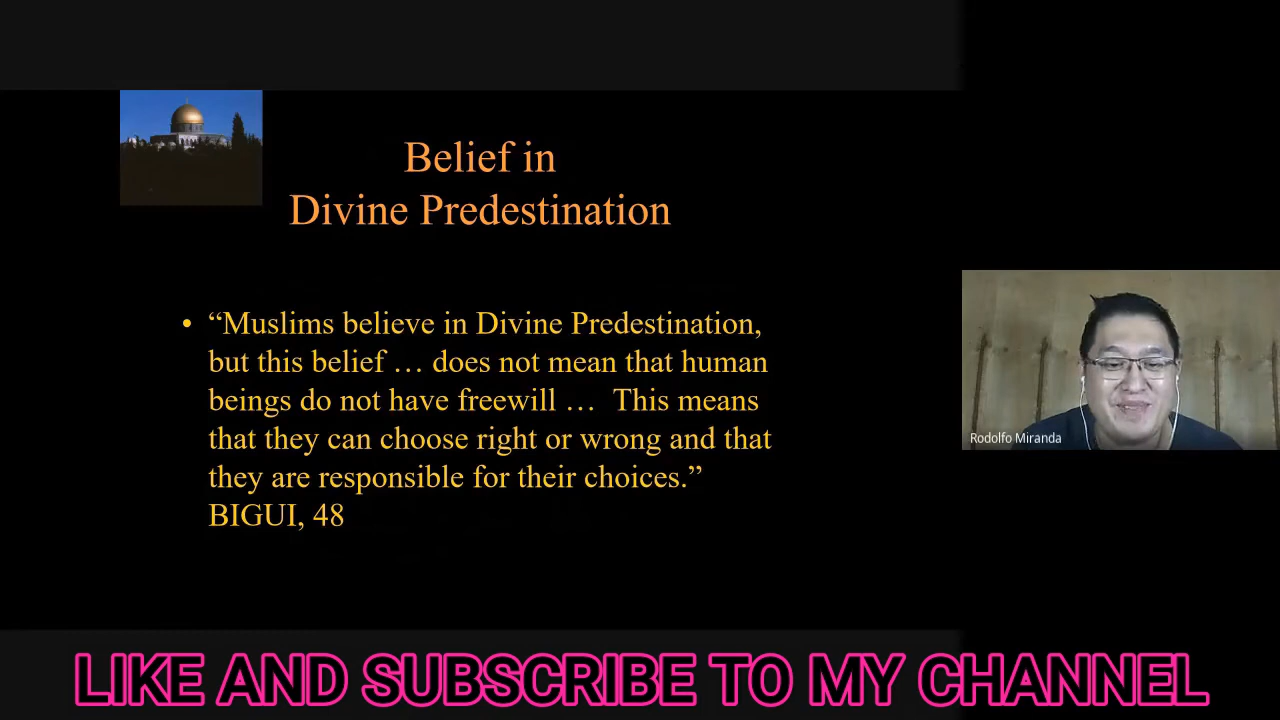 Belief in
Divine Predestination
• “Muslims believe in Divine Predestination,
but this belief … does not mean that human
beings do not have freewill … This means
that they can choose right or wrong and that
they are responsible for their choices.”
BIGUI, 48
Rodolfo Miranda
LIKE AND SUBSCRIBE TO MY CHANNEL